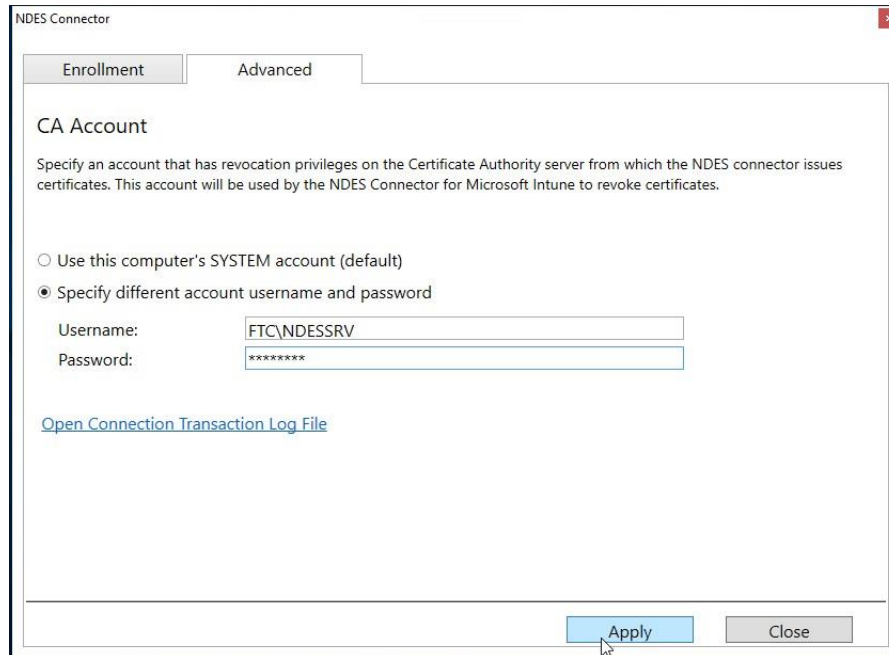 NDES Connector
Enrollment
Advanced
CA Account
Specify an account that has revocation privileges on the Certificate Authority server from which the NDES connector issues
certificates. This account will be used by the NDES Connector for Microsoft Intune to revoke certificates.
Use this computer's SYSTEM account (default)
Specify different account username and password
Username: FTC\NDESSRV
Password: ********
Open Connection Transaction Log File
Apply Close